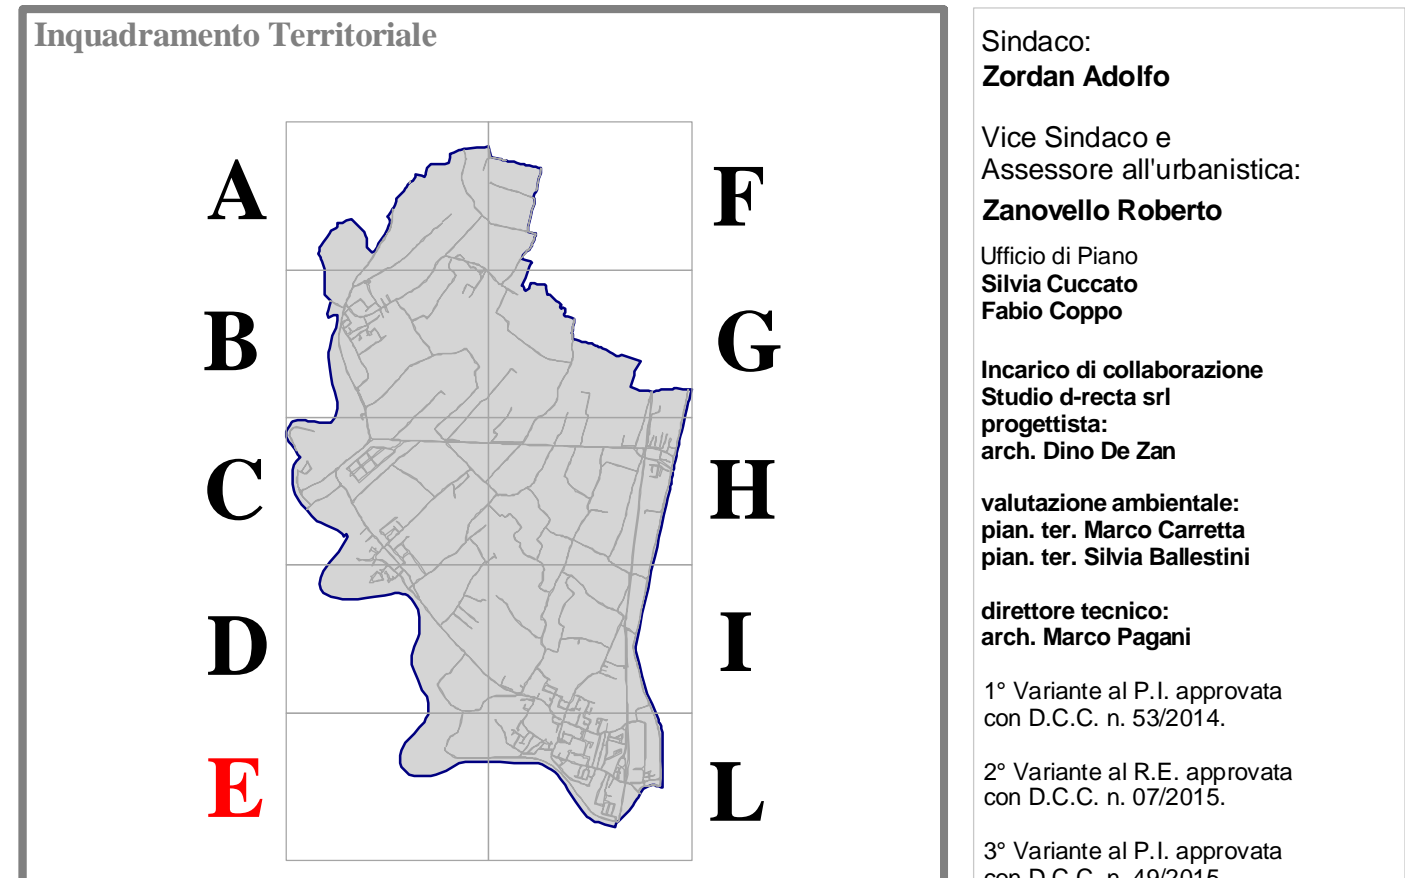 Inquadramento Territoriale
A
F
B
G
C
H
D
I
E
L
Sindaco:
Zordan Adolfo
Vice Sindaco e
Assessore all'urbanistica:
Zanovello Roberto
Ufficio di Piano
Silvia Cuccato
Fabio Coppo
Incarico di collaborazione
Studio d-recta srl
progettista:
arch. Dino De Zan
valutazione ambientale:
pian. ter. Marco Carretta
pian. ter. Silvia Ballestini
direttore tecnico:
arch. Marco Pagani
1° Variante al P.I. approvata
con D.C.C. n. 53/2014.
2° Variante al R.E. approvata
con D.C.C. n. 07/2015.
3° Variante al P.I. approvata
con D.C.C. n. 49/2015